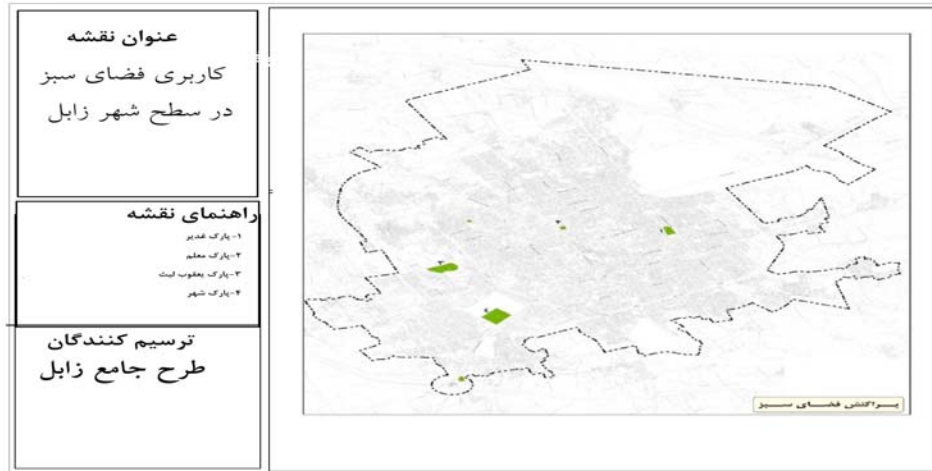 عنوان نقشه
کاربری فضای سبز
در سطح شهر زابل
راهنمای نقشه
۱-پارک غدیر
۲-پارک معلم
۳-پارک یعقوب لیث
۴-پارک شهر
ترسیم کنندگان
طرح جامع زابل
پراکنش فضای سبز